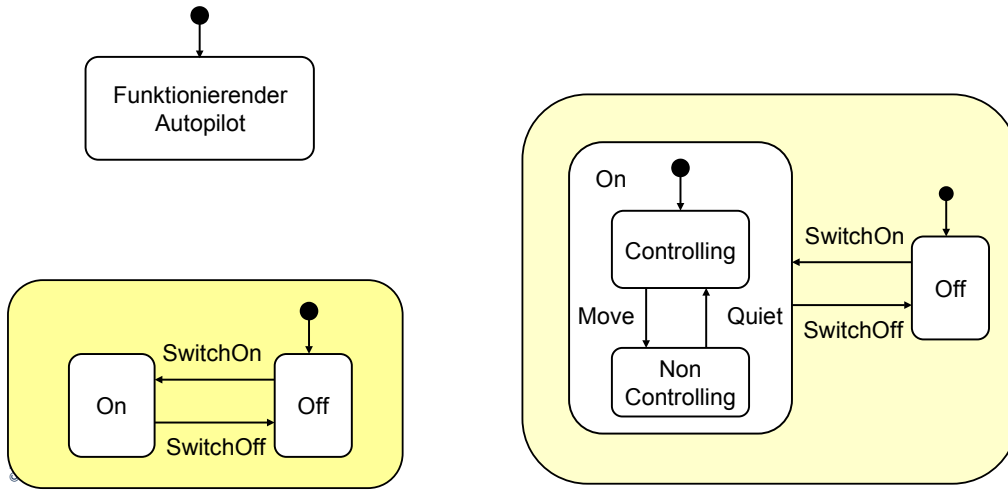 Funktionierender
Autopilot
SwitchOn
On
Off
SwitchOff
©
On
Controlling
Move
Quiet
Non
Controlling
SwitchOn
Off
SwitchOff